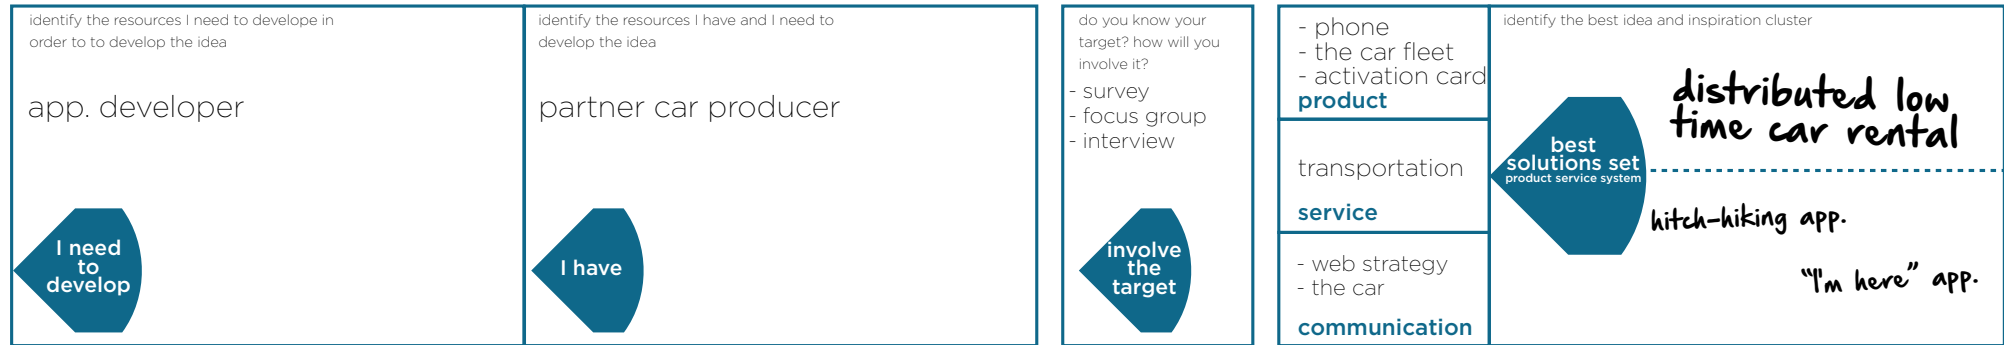 identify the resources I need to develope in
order to to develop the idea
app. developer
I need
to
develop
identify the resources I have and I need to
develop the idea
partner car producer
I have
do you know your
target? how will you
involve it?
- survey
- focus group
- interview
involve
the
target
- phone
- the car fleet
- activation card
product
transportation
service
- web strategy
- the car
communication
identify the best idea and inspiration cluster
best
solutions set
product service system
distributed low
time car rental
hitch-hiking app.
"I'm here" app.